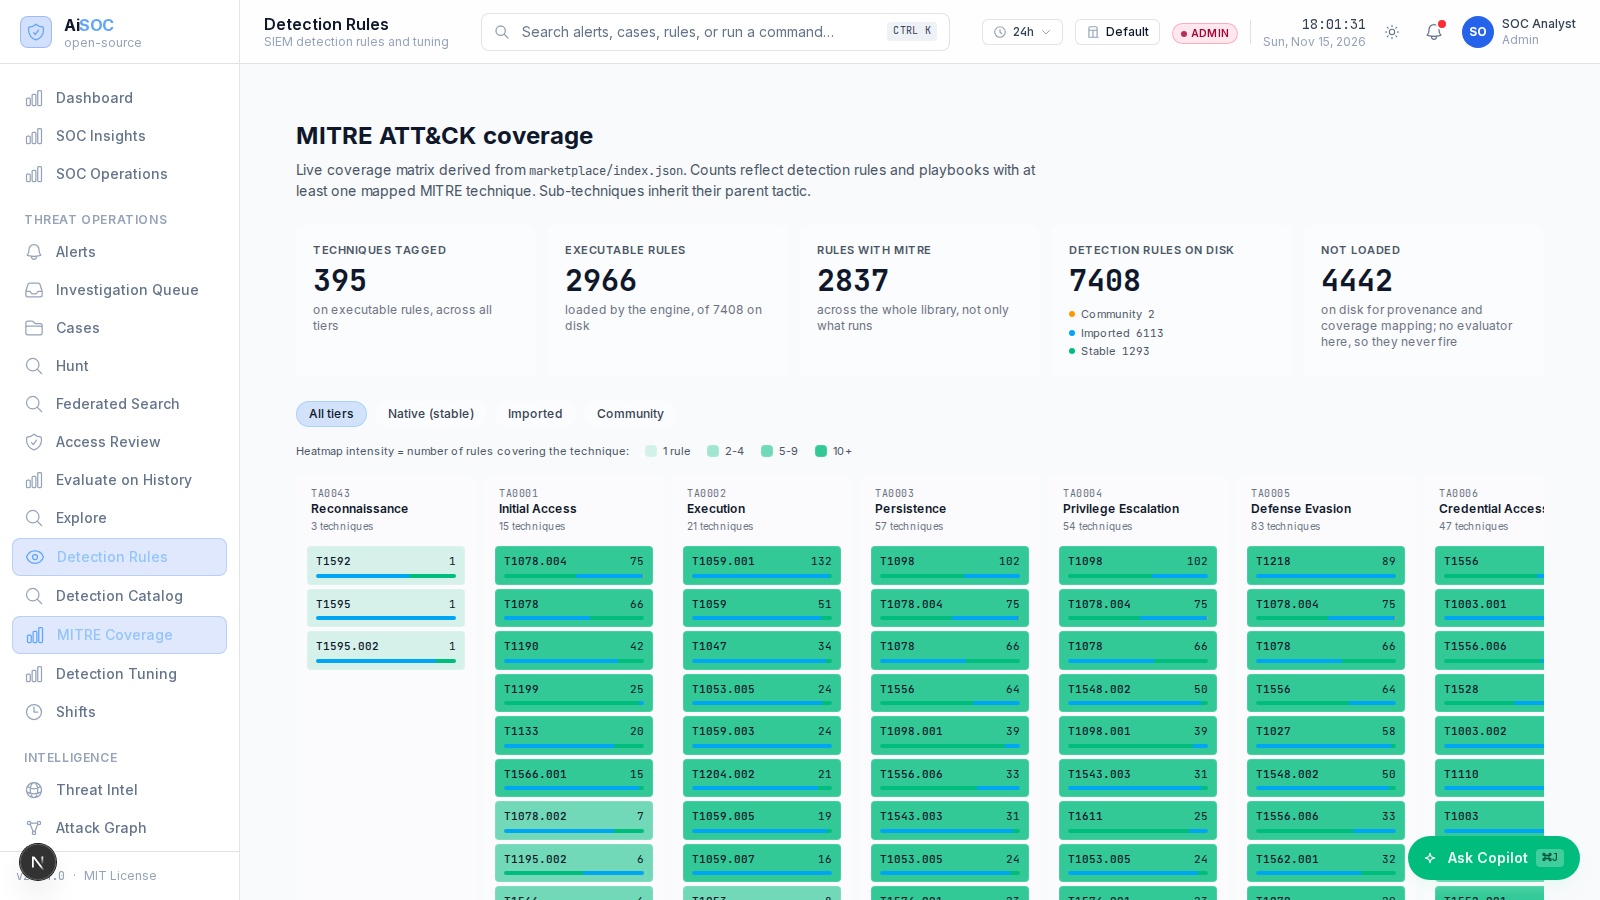 AiSOC
open-source
Dashboard
SOC Insights
SOC Operations
THREAT OPERATIONS
Alerts
Investigation Queue
Cases
Hunt
Federated Search
Access Review
Evaluate on History
Explore
Detection Rules
Detection Catalog
MITRE Coverage
Detection Tuning
Shifts
INTELLIGENCE
Threat Intel
Attack Graph
N
· MIT License
Detection Rules
SIEM detection rules and tuning
Search alerts, cases, rules, or run a command…
CTRL K
24h
Default
ADMIN
18:01:31
Sun, Nov 15, 2026
SO
SOC Analyst
Admin
MITRE ATT&CK coverage
Live coverage matrix derived from marketplace/index.json. Counts reflect detection rules and playbooks with at
least one mapped MITRE technique. Sub-techniques inherit their parent tactic.
TECHNIQUES TAGGED
395
on executable rules, across all
tiers
EXECUTABLE RULES
2966
loaded by the engine, of 7408 on
disk
RULES WITH MITRE
2837
across the whole library, not only
what runs
DETECTION RULES ON DISK
7408
Community 2
Imported 6113
Stable 1293
NOT LOADED
4442
on disk for provenance and
coverage mapping; no evaluator
here, so they never fire
All tiers
Native (stable)
Imported
Community
Heatmap intensity = number of rules covering the technique:
1 rule
2-4
5-9
10+
TA0043
Reconnaissance
3 techniques
T1592 1
T1595 1
T1595.002 1
TA0001
Initial Access
15 techniques
T1078.004 75
T1078 66
T1190 42
T1199 25
T1133 20
T1566.001 15
T1078.002 7
T1195.002 6
TA0002
Execution
21 techniques
T1059.001 132
T1059 51
T1047 34
T1053.005 24
T1059.003 24
T1204.002 21
T1059.005 19
T1059.007 16
TA0003
Persistence
57 techniques
T1098 102
T1078.004 75
T1078 66
T1556 64
T1098.001 39
T1556.006 33
T1543.003 31
T1053.005 24
TA0004
Privilege Escalation
54 techniques
T1098 102
T1078.004 75
T1078 66
T1548.002 50
T1098.001 39
T1543.003 31
T1611 25
T1053.005 24
TA0005
Defense Evasion
83 techniques
T1218 89
T1078.004 75
T1078 66
T1556 64
T1027 58
T1548.002 50
T1556.006 33
T1562.001 32
TA0006
Credential Access
47 techniques
T1556
T1003.001
T1556.006
T1528
T1003.002
T1110
T1003
Ask Copilot ⌘J